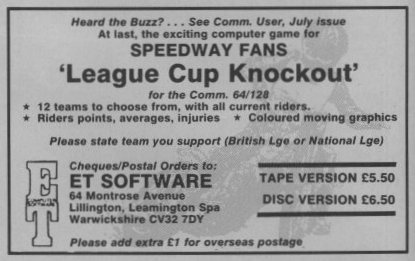 Heard the Buzz? . . . See Comm. User, July issue
At last, the exciting computer game for
SPEEDWAY FANS
‘League Cup Knockout’
for the Comm. 64/128
★ 12 teams to choose from, with all current riders.
★ Riders points, averages, injuries ★ Coloured moving graphics
Please state team you support (British Lge or National Lge)
E
COMPUTER
SOFTWARE
T
Cheques/Postal Orders to:
ET SOFTWARE
64 Montrose Avenue
Lillington, Leamington Spa
Warwickshire CV32 7DY
Please add extra £1 for overseas postage
TAPE VERSION £5.50
DISC VERSION £6.50